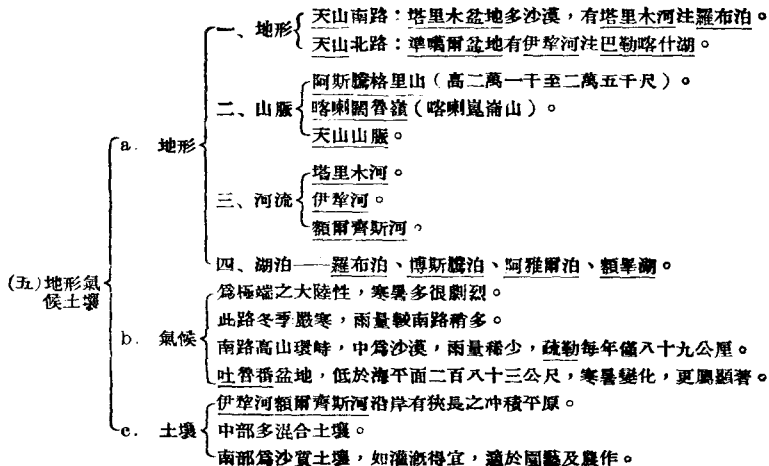 (五)地形氣候土壤
a. 地形
一、地形
天山南路：塔里木盆地多沙漠，有塔里木河注羅布泊。
天山北路：準噶爾盆地有伊犂河注巴勒喀什湖。
二、山脈
阿斯騰格里山（高二萬一千至二萬五千尺）。
喀喇闊魯嶺（喀喇崑崙山）。
天山山脈。
三、河流
塔里木河。
伊犂河。
額爾齊斯河。
四、湖泊——羅布泊、博斯騰泊、阿雅爾泊、額畢湖。
b. 氣候
爲極端之大陸性，寒暑多很劇烈。
此路冬季嚴寒，雨量較南路稍多。
南路高山環峙，中爲沙漠，雨量稀少，疏勒每年僅八十九公厘。
吐魯番盆地，低於海平面二百八十三公尺，寒暑變化，更屬顯著。
c. 土壤
伊犂河額爾齊斯河沿岸有狹長之冲積平原。
中部多混合土壤。
南部爲沙質土壤，如灌漑得宜，適於園藝及農作。